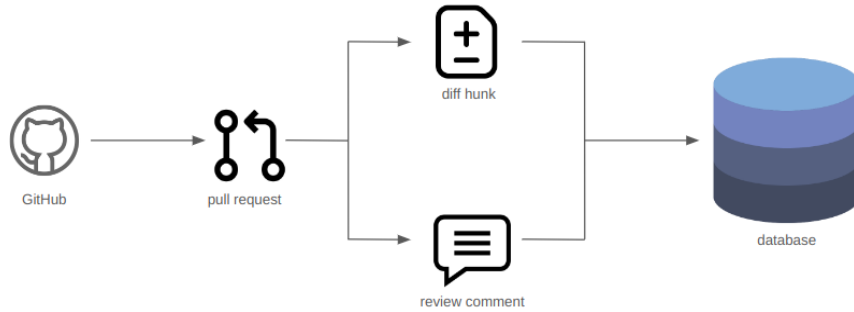 GitHub
pull request
diff hunk
review comment
database